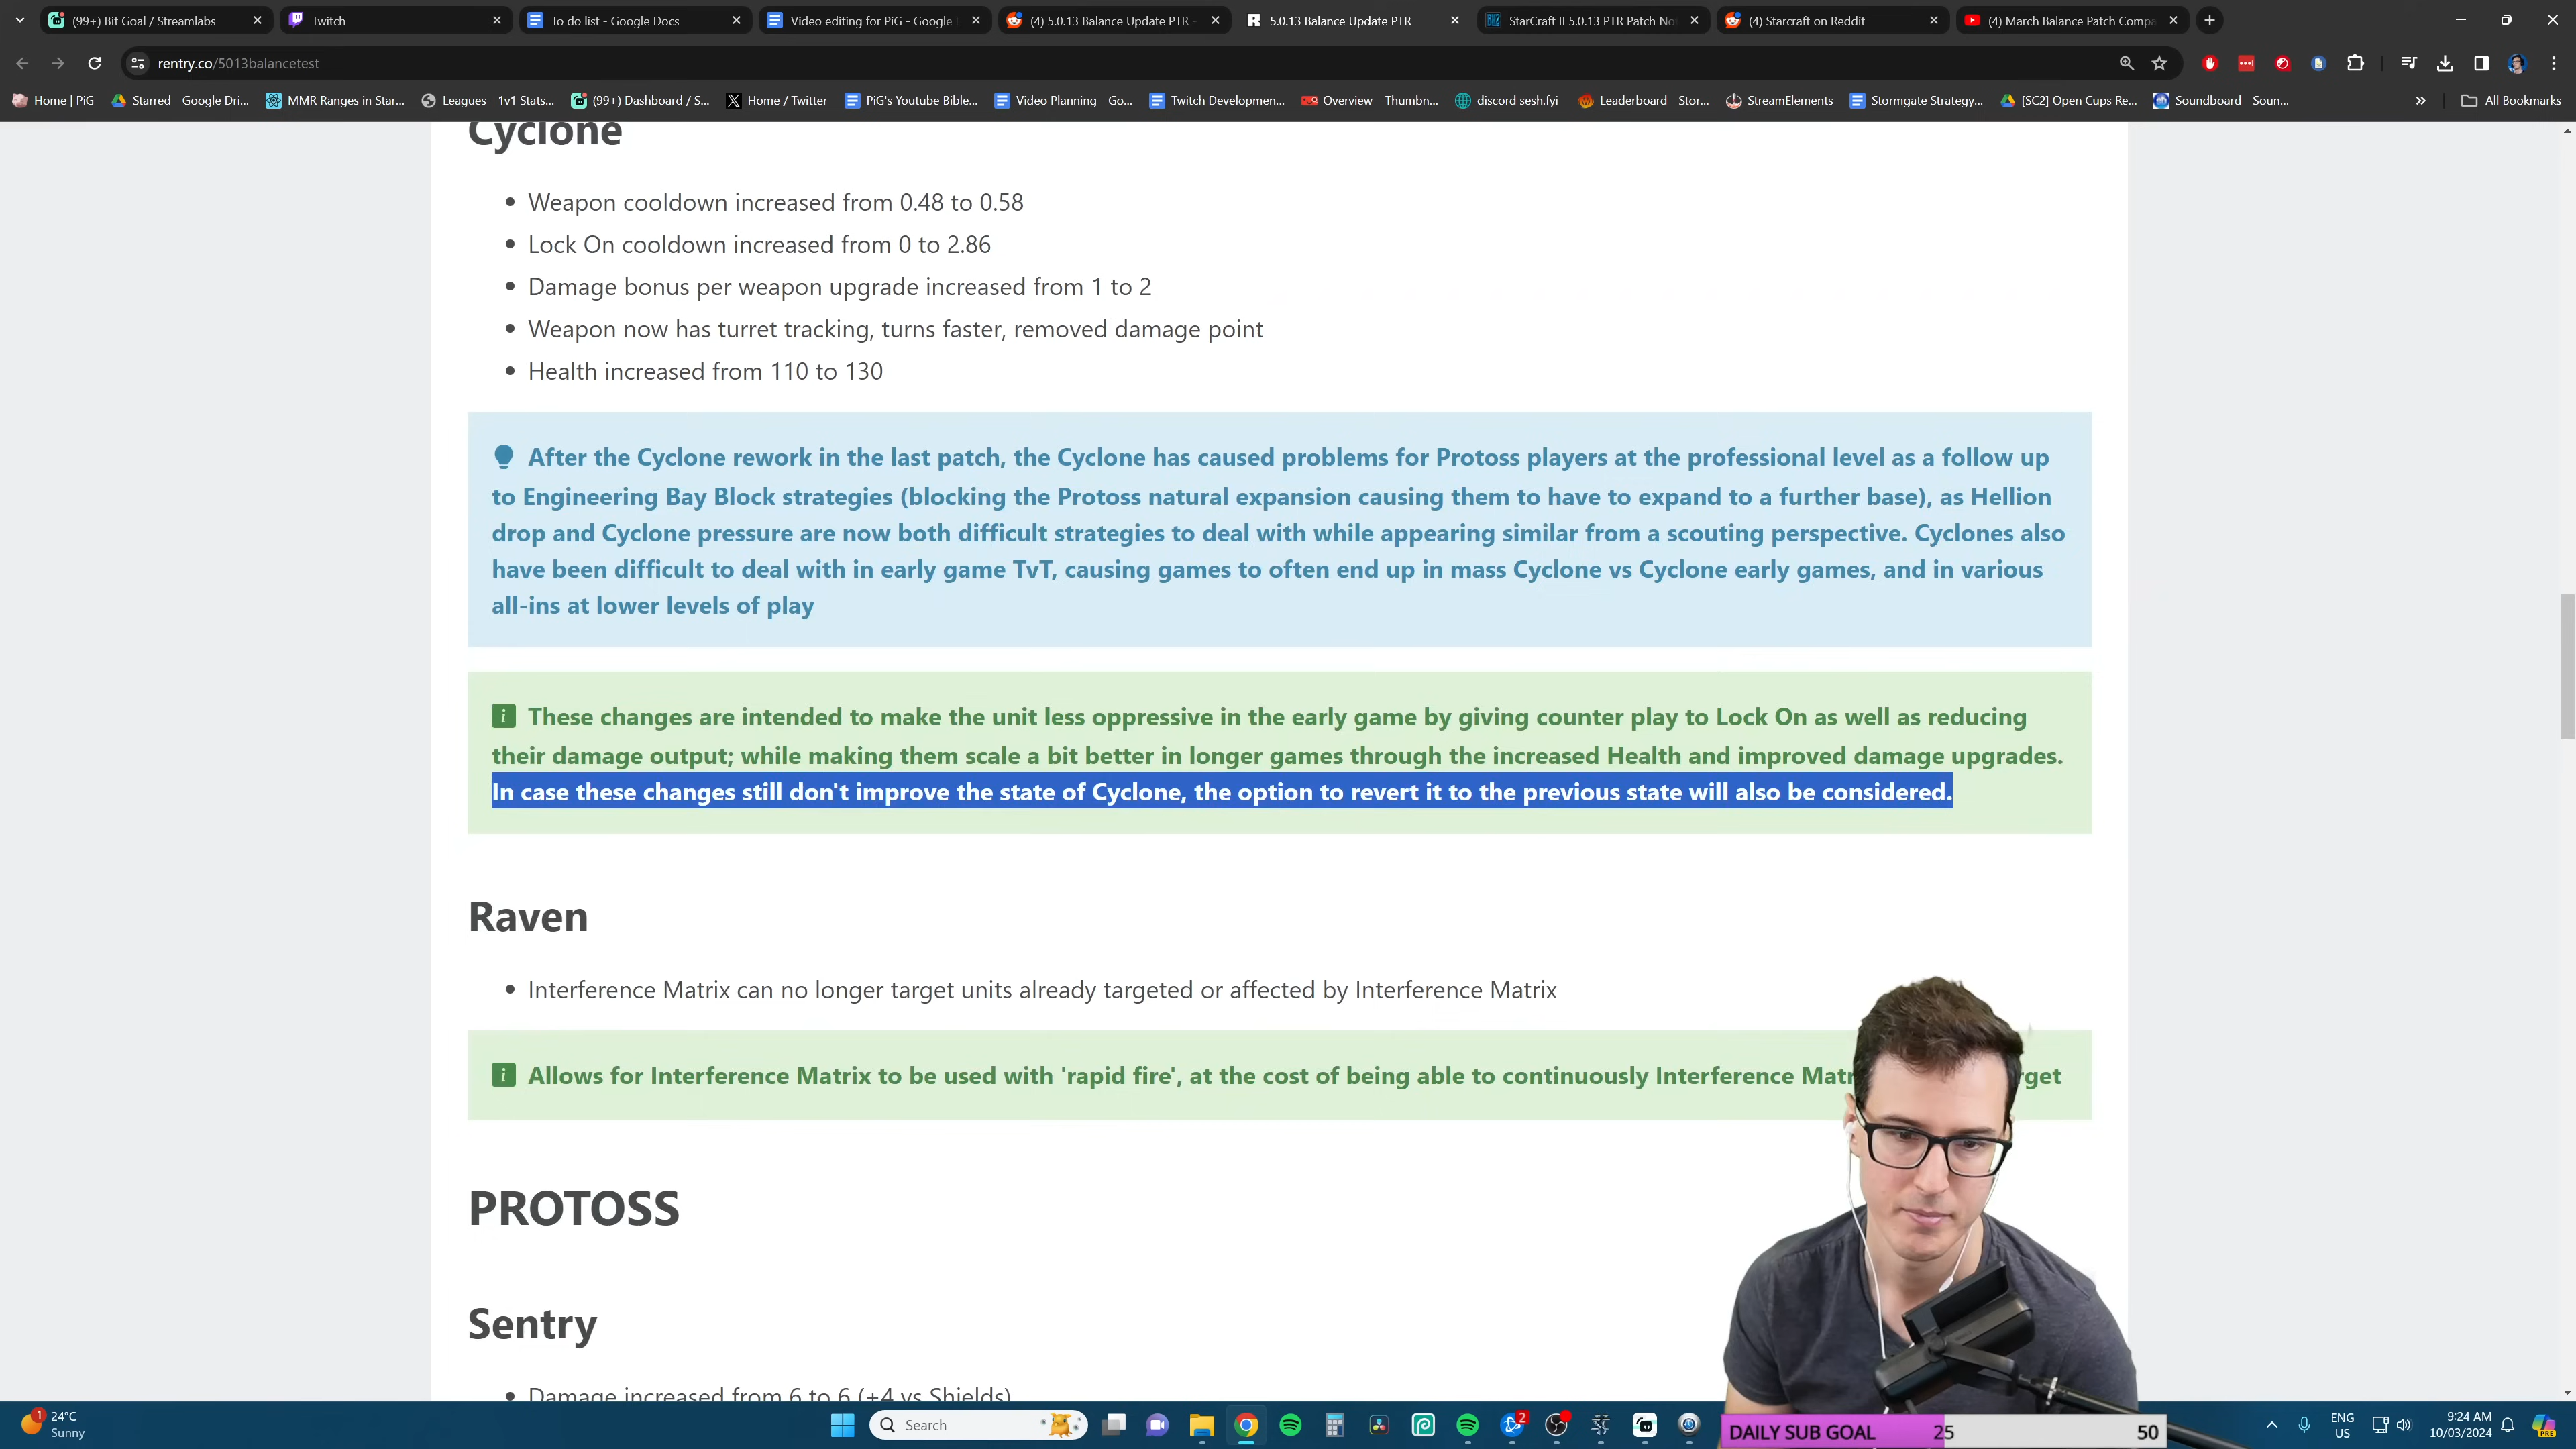 (99+) Bit Goal / Streamlabs
Twitch
To do list - Google Docs
Video editing for PiG - Google
(4) 5.0.13 Balance Update PTR -
5.0.13 Balance Update PTR
StarCraft II 5.0.13 PTR Patch No
(4) Starcraft on Reddit
(4) March Balance Patch Compa
rentry.co/5013balancetest
Home | PiG
Starred - Google Dri...
MMR Ranges in Star...
Leagues - 1v1 Stats...
(99+) Dashboard / S...
Home / Twitter
PiG's Youtube Bible...
Video Planning - Go...
Twitch Developmen...
Overview – Thumbn...
discord sesh.fyi
Leaderboard - Stor...
StreamElements
Stormgate Strategy...
[SC2] Open Cups Re...
Soundboard - Soun...
All Bookmarks
Cyclone
Weapon cooldown increased from 0.48 to 0.58
Lock On cooldown increased from 0 to 2.86
Damage bonus per weapon upgrade increased from 1 to 2
Weapon now has turret tracking, turns faster, removed damage point
Health increased from 110 to 130
After the Cyclone rework in the last patch, the Cyclone has caused problems for Protoss players at the professional level as a follow up
to Engineering Bay Block strategies (blocking the Protoss natural expansion causing them to have to expand to a further base), as Hellion
drop and Cyclone pressure are now both difficult strategies to deal with while appearing similar from a scouting perspective. Cyclones also
have been difficult to deal with in early game TvT, causing games to often end up in mass Cyclone vs Cyclone early games, and in various
all-ins at lower levels of play
These changes are intended to make the unit less oppressive in the early game by giving counter play to Lock On as well as reducing
their damage output; while making them scale a bit better in longer games through the increased Health and improved damage upgrades.
In case these changes still don't improve the state of Cyclone, the option to revert it to the previous state will also be considered.
Raven
Interference Matrix can no longer target units already targeted or affected by Interference Matrix
Allows for Interference Matrix to be used with 'rapid fire', at the cost of being able to continuously Interference Matr rget
PROTOSS
Sentry
Damage increased from 6 to 6 (+4 vs Shields)
1
24°C
Sunny
Search
2
DAILY SUB GOAL 25 50
ENG
US
9:24 AM
10/03/2024
PRE